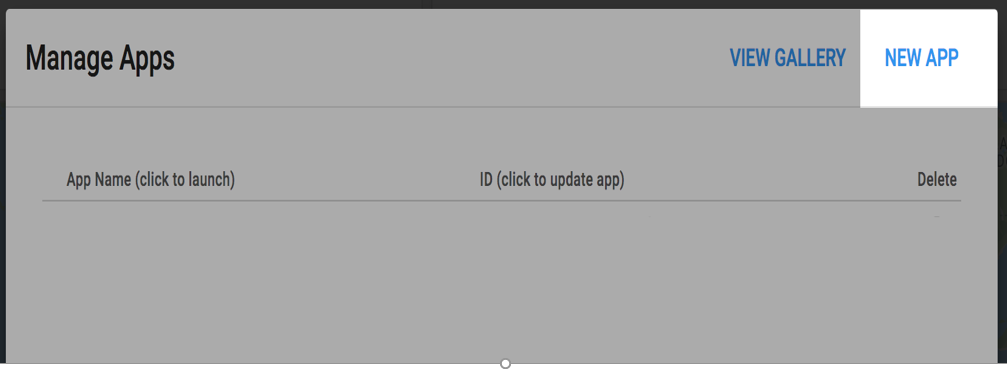 Manage Apps
VIEW GALLERY
NEW APP
App Name (click to launch)
ID (click to update app)
Delete